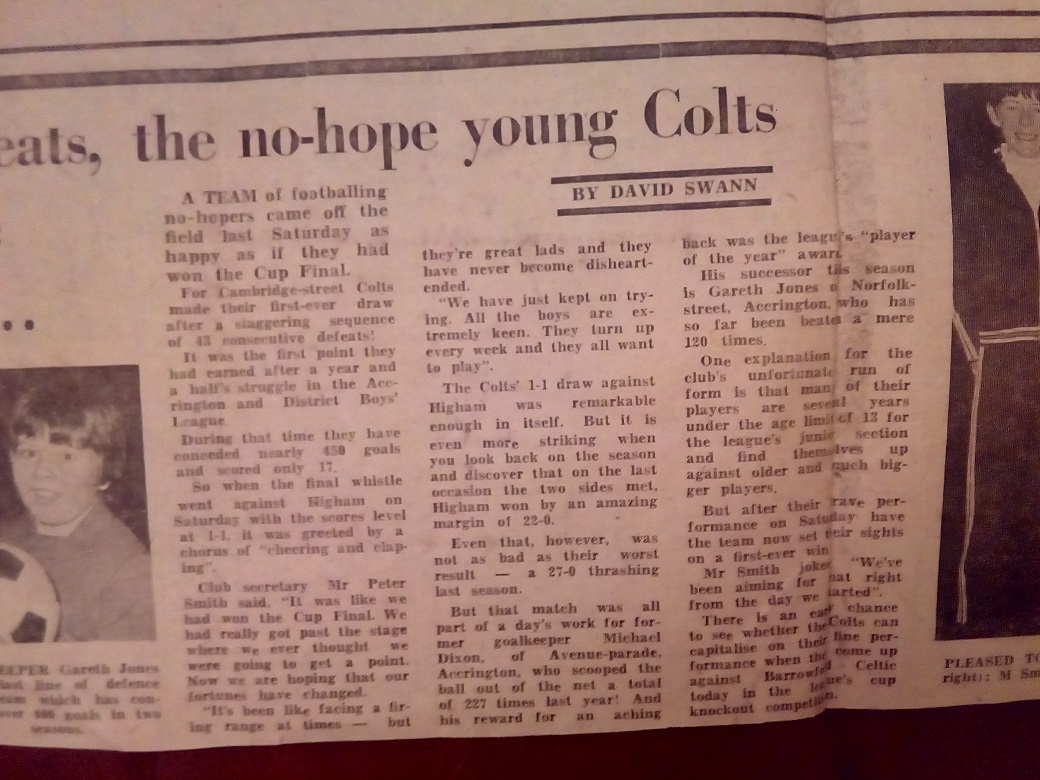 eats, the no-hope young Colts
BY DAVID SWANN
A TEAM of footballing
no-hopers came off the
field last Saturday as
happy as if they had
won the Cup Final.
For Cambridge-street Colts
made their first-ever draw
after a staggering sequence
of 43 consecutive defeats!
It was the first point they
had earned after a year and
a half's struggle in the Acc-
rington and District Boys'
League.
During that time they have
conceded nearly 450 goals
and scored only 17.
So when the final whistle
went against Higham on
Saturday with the scores level
at 1-1, it was greeted by a
chorus of "cheering and clap-
ing".
Club secretary Mr Peter
Smith said, "It was like we
had won the Cup Final. We
had really got past the stage
where we ever thought we
were going to get a point.
Now we are hoping that our
fortunes have changed.
"It's been like facing a fir-
ing range at times — but
they're great lads and they
have never become disheart-
ended.
"We have just kept on try-
ing. All the boys are ex-
tremely keen. They turn up
every week and they all want
to play".
The Colts' 1-1 draw against
Higham was remarkable
enough in itself. But it is
even more striking when
you look back on the season
and discover that on the last
occasion the two sides met,
Higham won by an amazing
margin of 22-0.
Even that, however, was
not as bad as their worst
result — a 27-0 thrashing
last season.
But that match was all
part of a day's work for for-
mer goalkeeper Michael
Dixon, of Avenue-parade,
Accrington, who scooped the
ball out of the net a total
of 227 times last year! And
his reward for an aching
back was the league's "player
of the year" award
His successor this season
is Gareth Jones o Norfolk-
street, Accrington, who has
so far been beaten a mere
120 times.
One explanation for the
club's unfortunate run of
form is that many of their
players are several years
under the age limit of 13 for
the league's junior section
and find themselves up
against older and much big-
ger players.
But after their rave per-
formance on Saturday have
the team now set their sights
on a first-ever win
Mr Smith joked "We've
been aiming for that right
from the day we started".
There is an early chance
to see whether the Colts can
capitalise on their fine per-
formance when the come up
against Barrowford Celtic
today in the league's cup
knockout competit
...
EEPER Gareth Jones
last line of defence
eam which has con-
over 400 goals in two
seasons.
PLEASED TO
right): M Sm